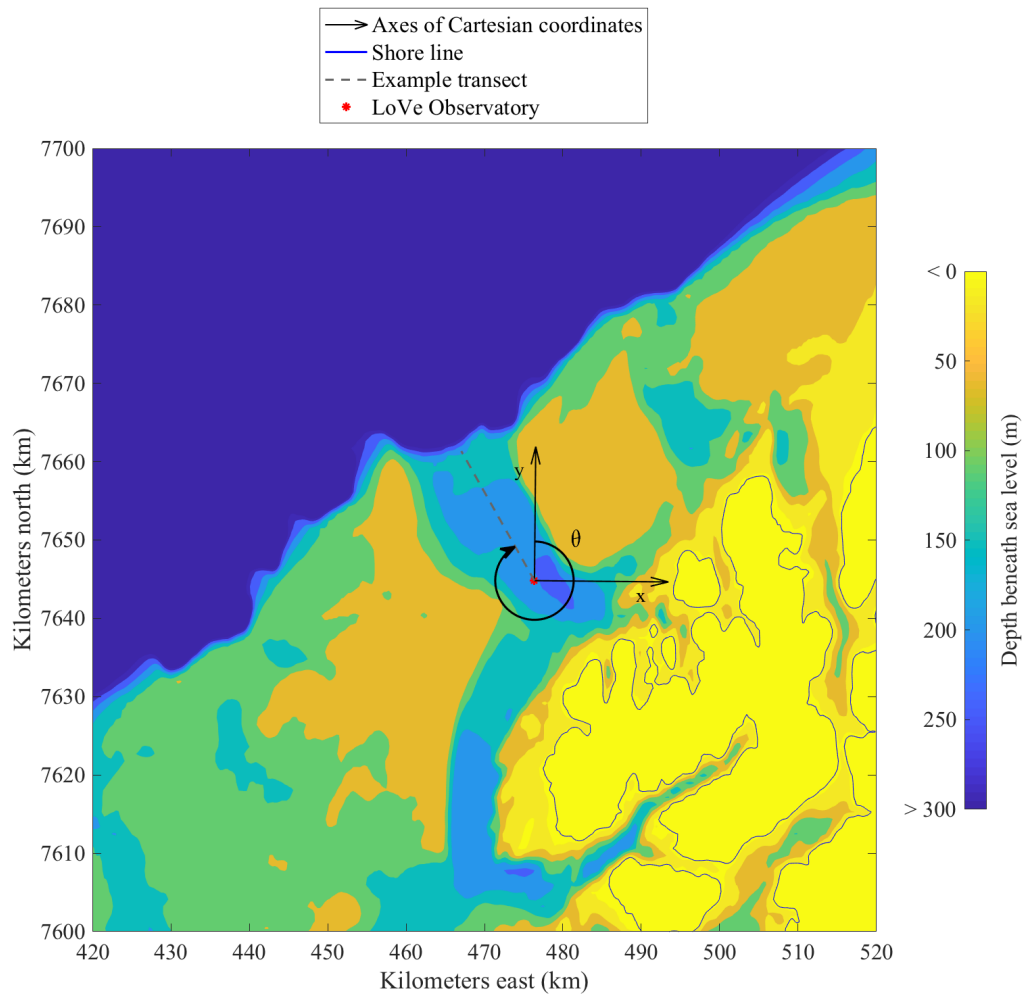 Axes of Cartesian coordinates
Shore line
Example transect
LoVe Observatory
7700
7690
7680
7670
7660
7650
7640
7630
7620
7610
7600
Kilometers north (km)
y
θ
x
420 430 440 450 460 470 480 490 500 510 520
Kilometers east (km)
< 0
50
100
150
200
250
> 300
Depth beneath sea level (m)